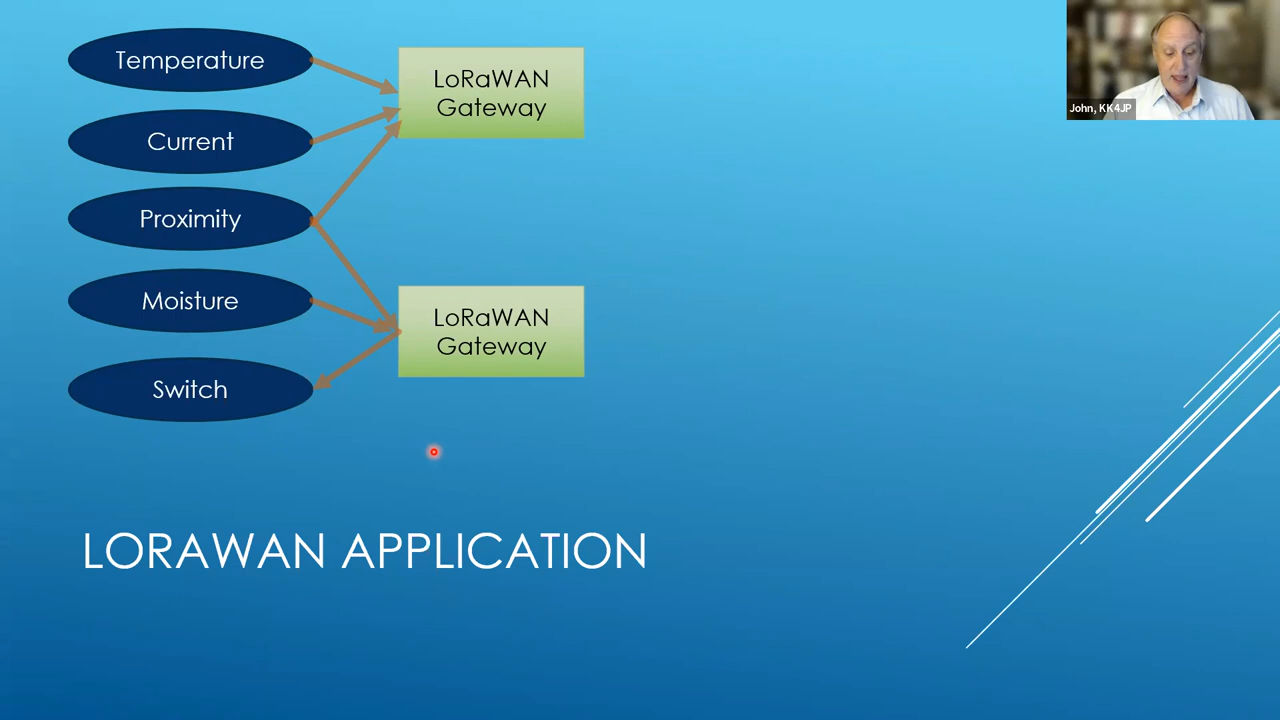 Temperature
Current
Proximity
Moisture
Switch
LoRaWAN
Gateway
LoRaWAN
Gateway
LORAWAN APPLICATION
John, KK4JP